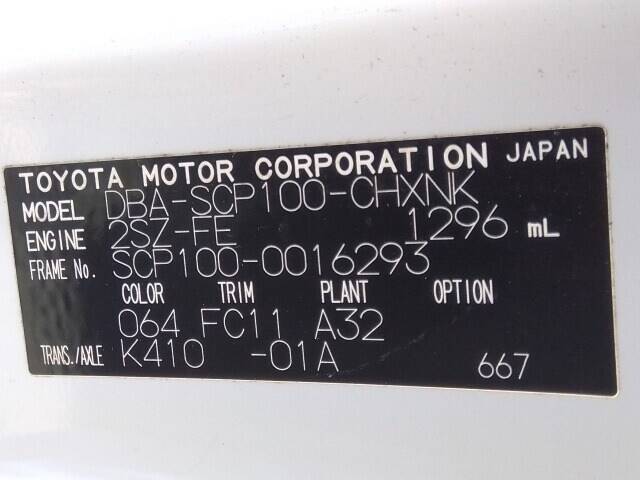 TOYOTA MOTOR CORPORATION JAPAN
MODEL DBA-SCP100-CHXNK
ENGINE 2SZ-FE 1296 mL
FRAME No. SCP100-0016293
COLOR TRIM PLANT OPTION
064 FC11 A32
TRANS./AXLE K410 -01A 667